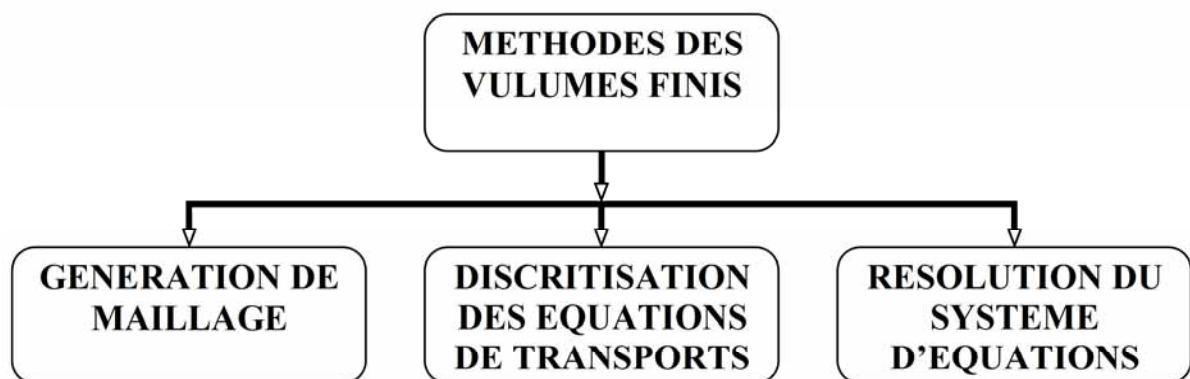 METHODES DES
VULUMES FINIS
GENERATION DE
MAILLAGE
DISCRITISATION
DES EQUATIONS
DE TRANSPORTS
RESOLUTION DU
SYSTEME
D’EQUATIONS